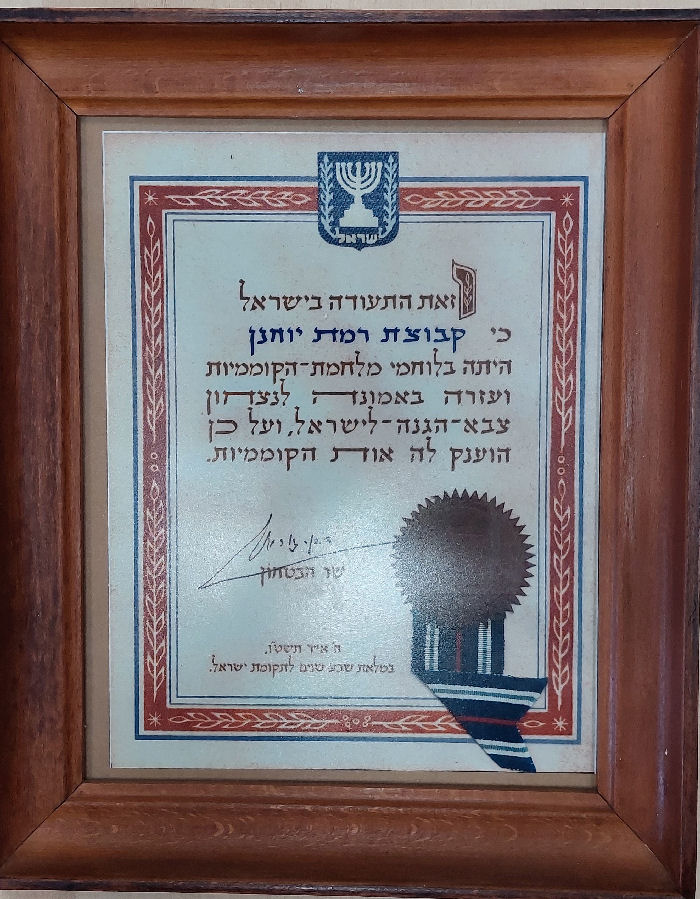 ישראל
וזאת התעודה בישראל
כי קבוצת רמת יוחנן
היתה בלוחמי מלחמת-הקוממיות
ועזרה באמונה לנצחון
צבא-הגנה-לישראל, ועל כן
הוענק לה אות הקוממיות.
שר הבטחון
ה' אייר תשט"ו,
במלאת שבע שנים לתקומת ישראל.